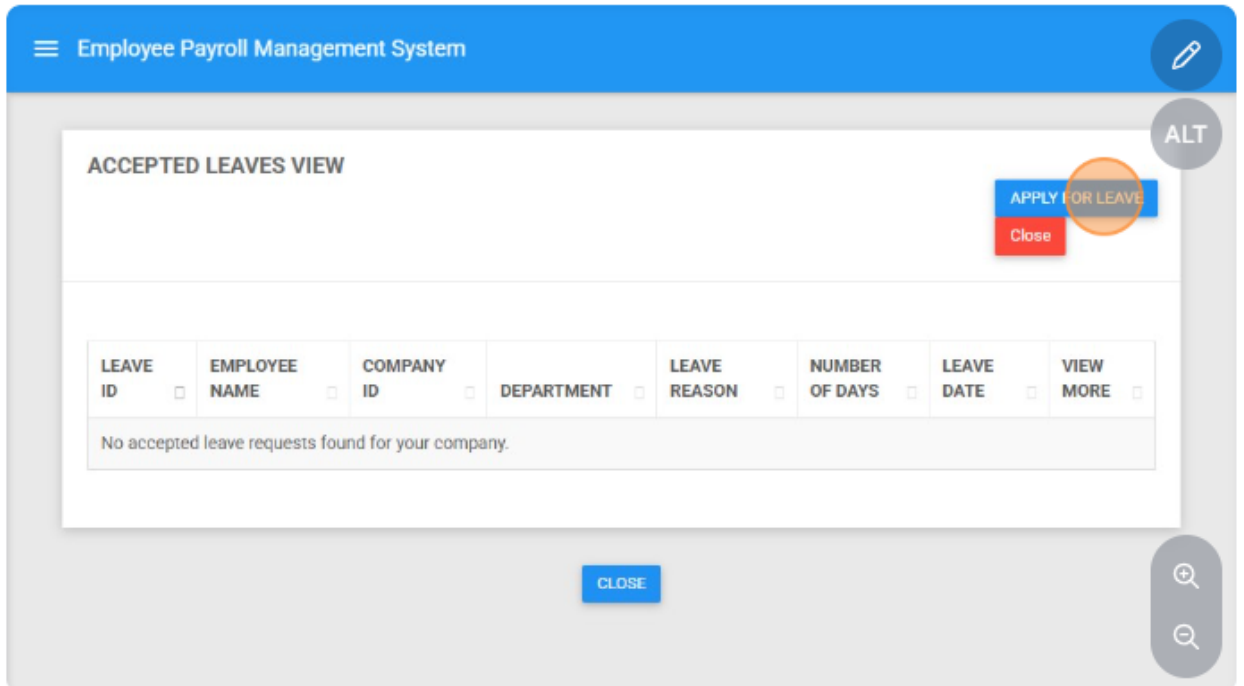 Employee Payroll Management System
ALT
ACCEPTED LEAVES VIEW
APPLY FOR LEAVE
Close
LEAVE ID
EMPLOYEE NAME
COMPANY ID
DEPARTMENT
LEAVE REASON
NUMBER OF DAYS
LEAVE DATE
VIEW MORE
No accepted leave requests found for your company.
CLOSE